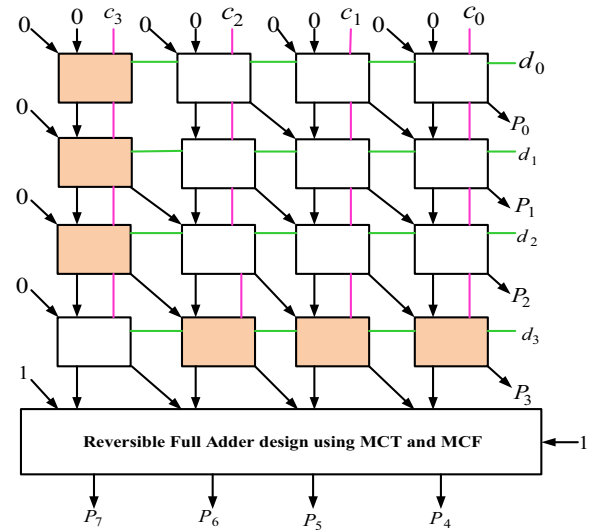 0 0 c₃ 0 0 c₂ 0 0 c₁ 0 0 c₀
d₀
0 P₀
d₁
0 P₁
d₂
0 P₂
d₃
1 P₃
Reversible Full Adder design using MCT and MCF 1
P₇ P₆ P₅ P₄